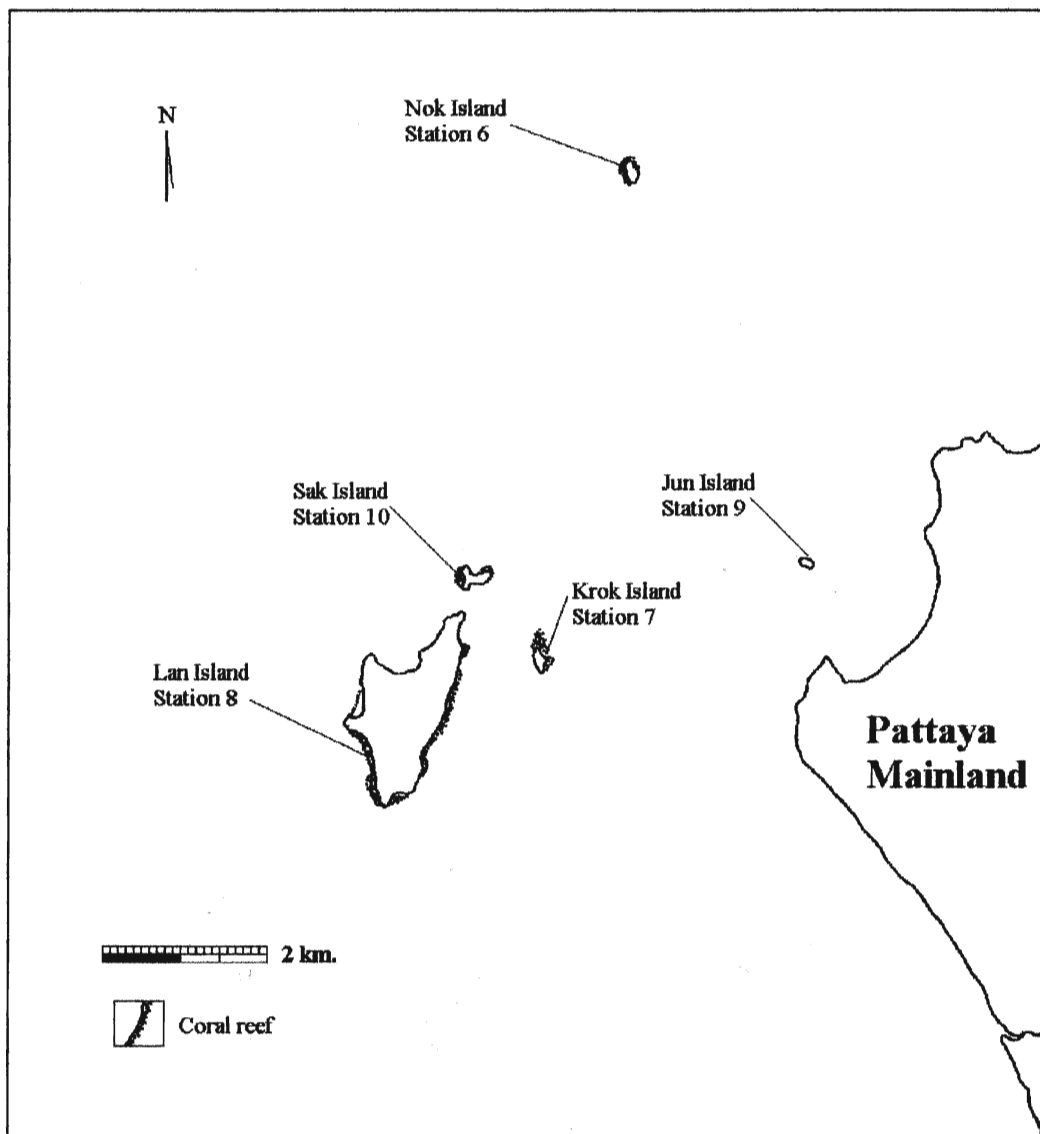 N
Nok Island
Station 6
Sak Island
Station 10
Jun Island
Station 9
Krok Island
Station 7
Lan Island
Station 8
Pattaya
Mainland
2 km.
Coral reef